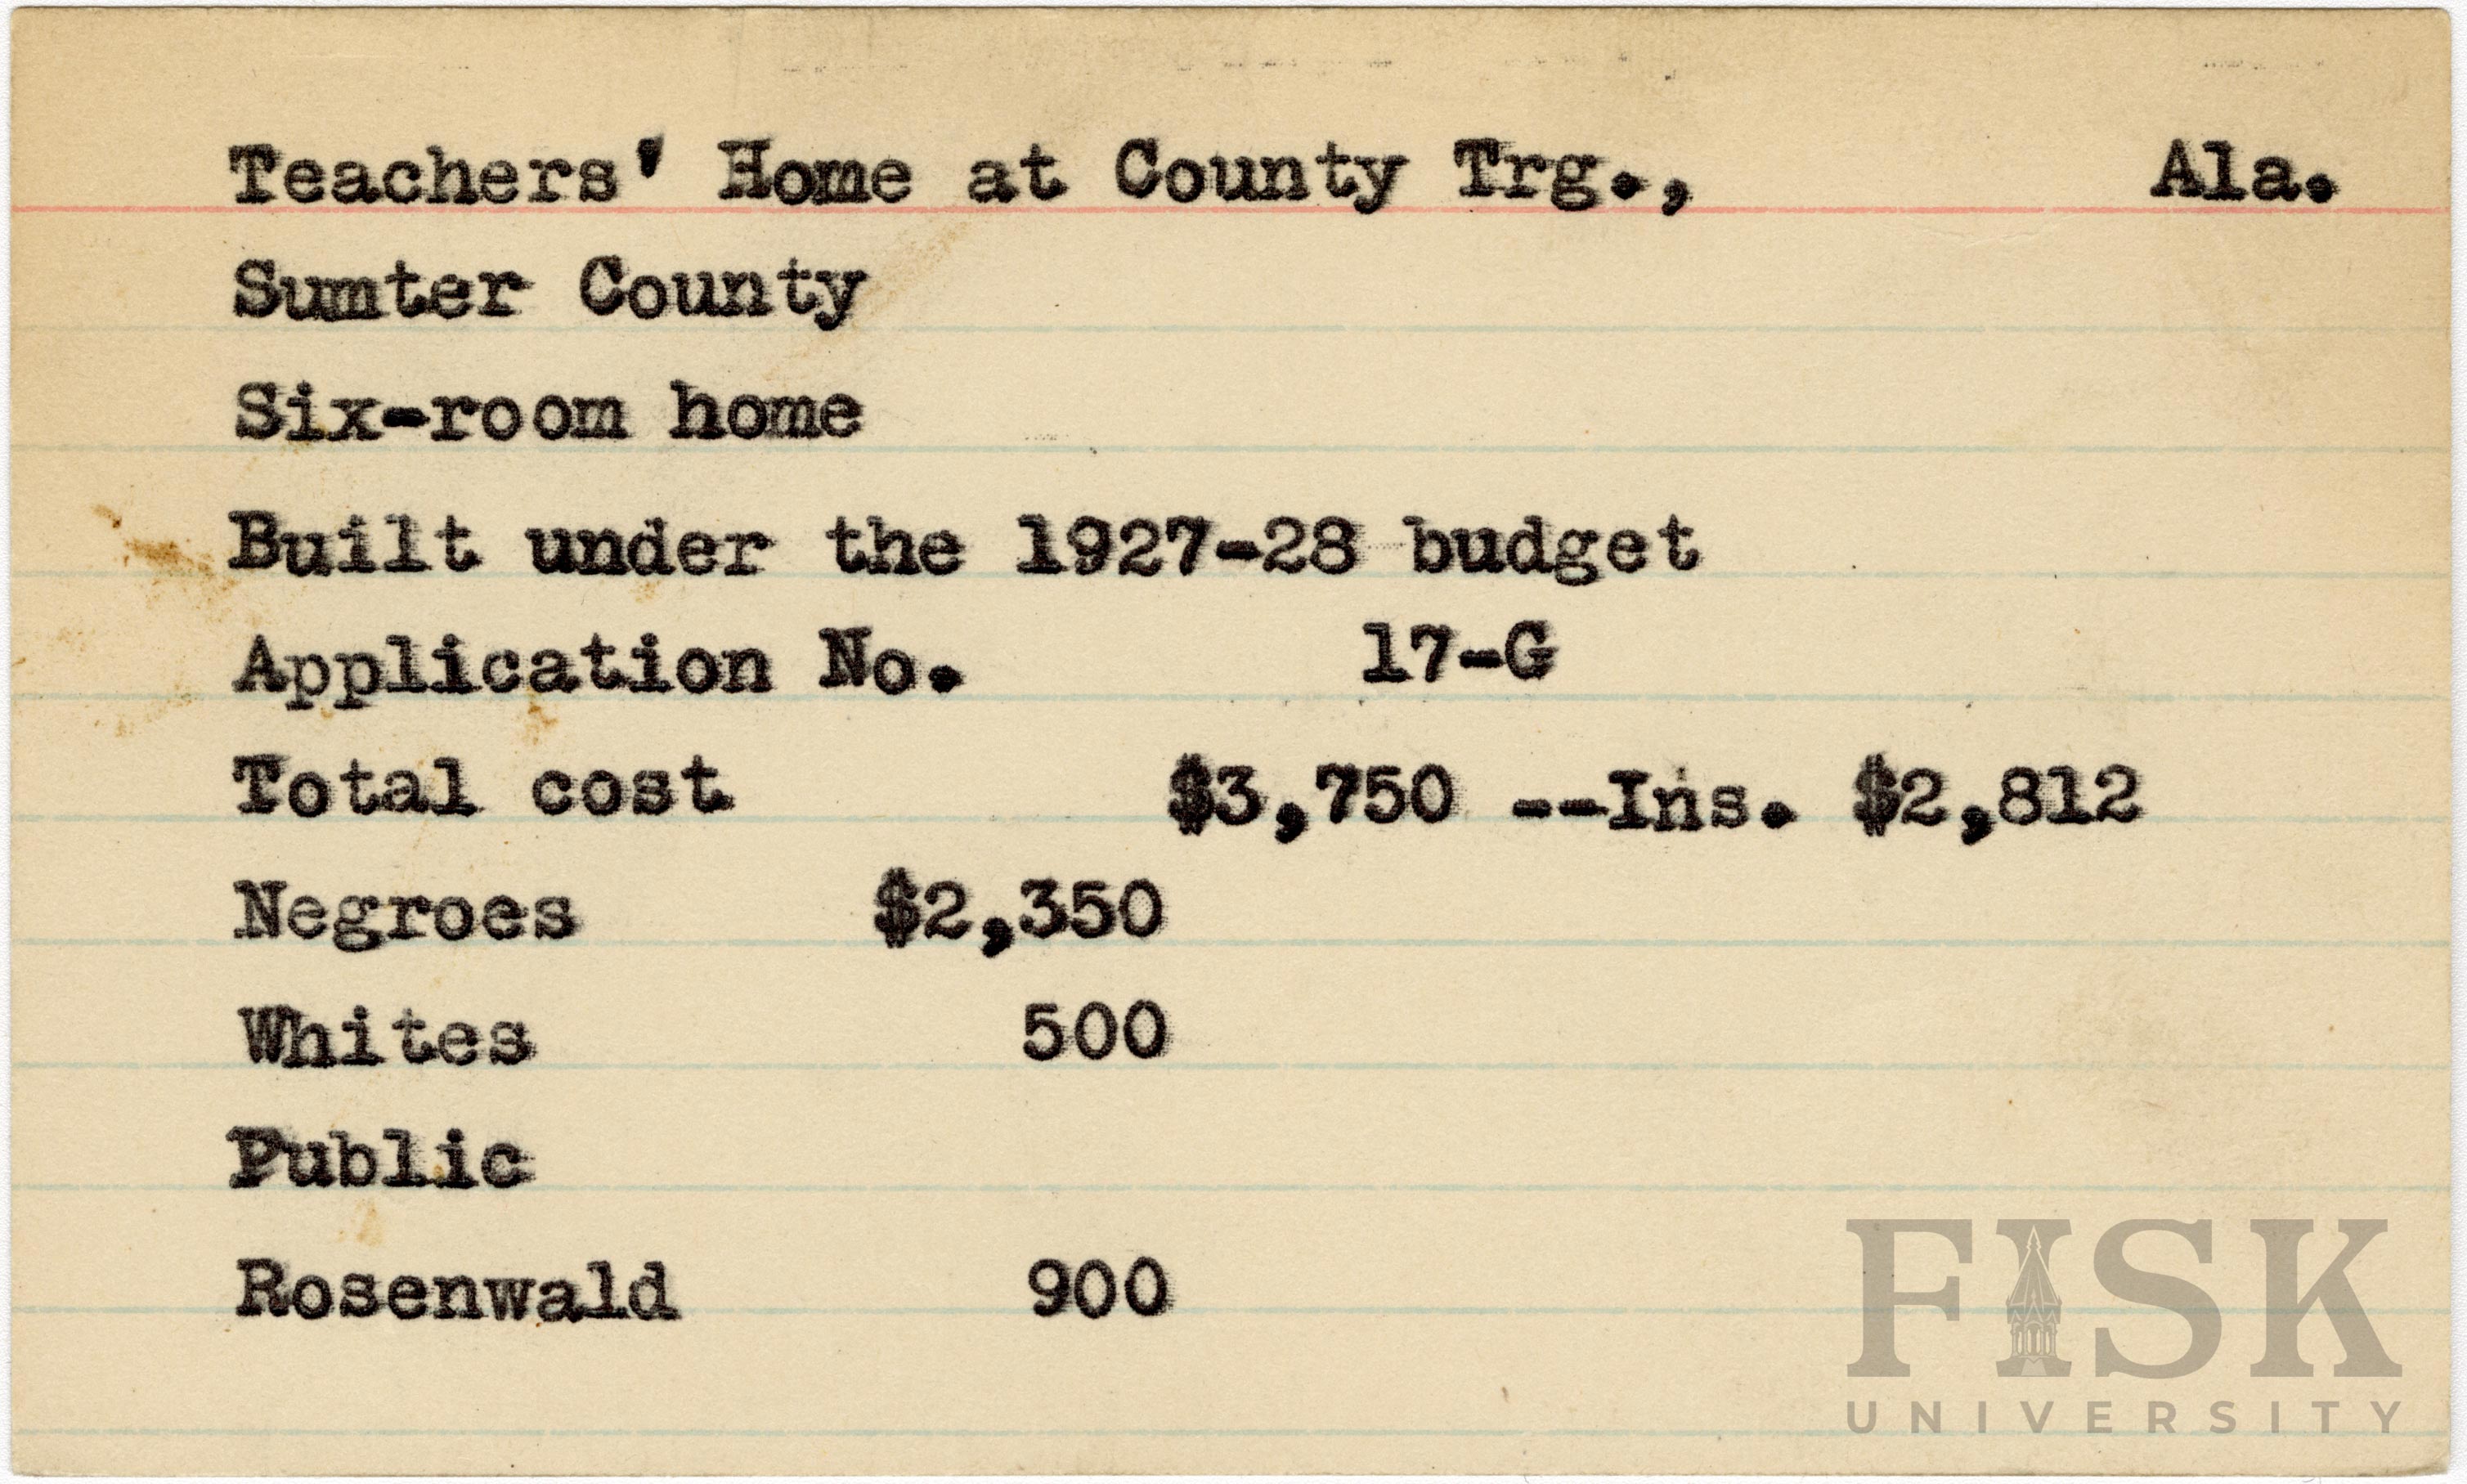 Teachers' Home at County Trg., Ala.
Sumter County
Six-room home
Built under the 1927-28 budget
Application No. 17-G
Total cost $3,750 --Ins. $2,812
Negroes $2,350
Whites 500
Public
Rosenwald 900
FISK
UNIVERSITY